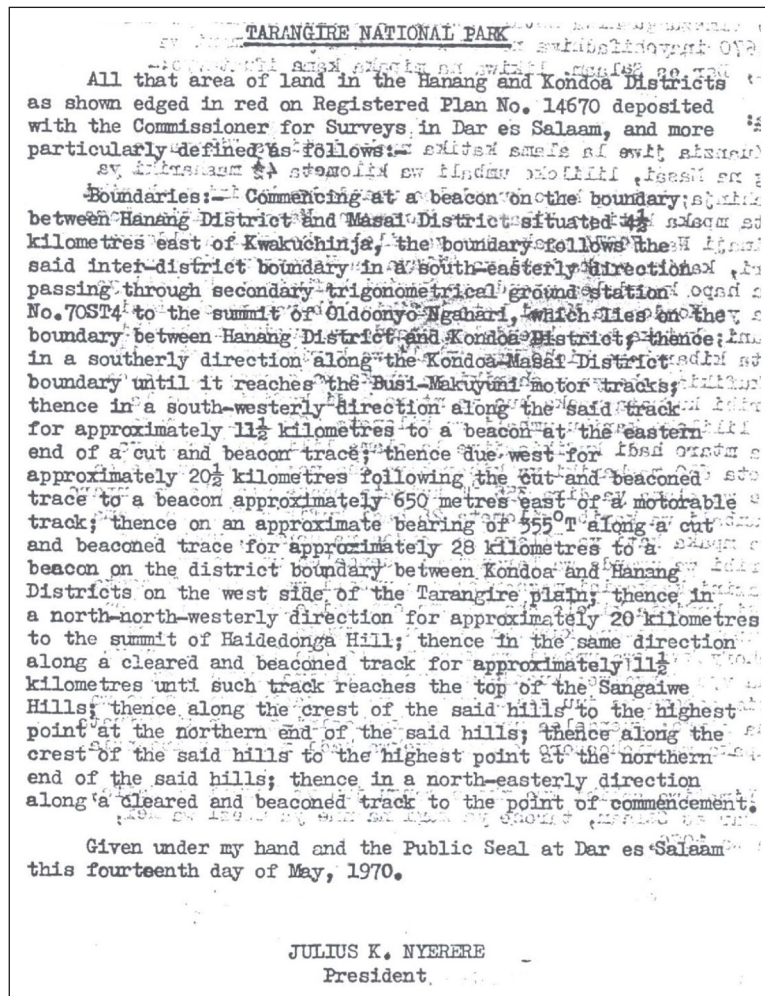 TARANGIRE NATIONAL PARK
All that area of land in the Hanang and Kondoa Districts
as shown edged in red on Registered Plan No. 14670 deposited
with the Commissioner for Surveys in Dar es Salaam, and more
particularly defined as follows:-
Boundaries:- Commencing at a beacon on the boundary
between Hanang District and Masai District situated 4½
kilometres east of Kwakuchinja, the boundary follows the
said inter-district boundary in a south-easterly direction
passing through secondary trigonometrical ground station
No.70ST4 to the summit of Oldoonyo Ngahari, which lies on the
boundary between Hanang District and Kondoa District; thence
in a southerly direction along the Kondoa-Masai District
boundary until it reaches the Busi-Makuyuni motor tracks;
thence in a south-westerly direction along the said track
for approximately 11½ kilometres to a beacon at the eastern
end of a cut and beacon trace; thence due west for
approximately 20½ kilometres following the cut and beaconed
trace to a beacon approximately 650 metres east of a motorable
track; thence on an approximate bearing of 355°T along a cut
and beaconed trace for approximately 28 kilometres to a
beacon on the district boundary between Kondoa and Hanang
Districts on the west side of the Tarangire plain; thence in
a north-north-westerly direction for approximately 20 kilometres
to the summit of Haidedonga Hill; thence in the same direction
along a cleared and beaconed track for approximately 11½
kilometres unti such track reaches the top of the Sangaiwe
Hills; thence along the crest of the said hills to the highest
point at the northern end of the said hills; thence along the
crest of the said hills to the highest point at the northern
end of the said hills; thence in a north-easterly direction
along a cleared and beaconed track to the point of commencement.
Given under my hand and the Public Seal at Dar es Salaam
this fourteenth day of May, 1970.
JULIUS K. NYERERE
President